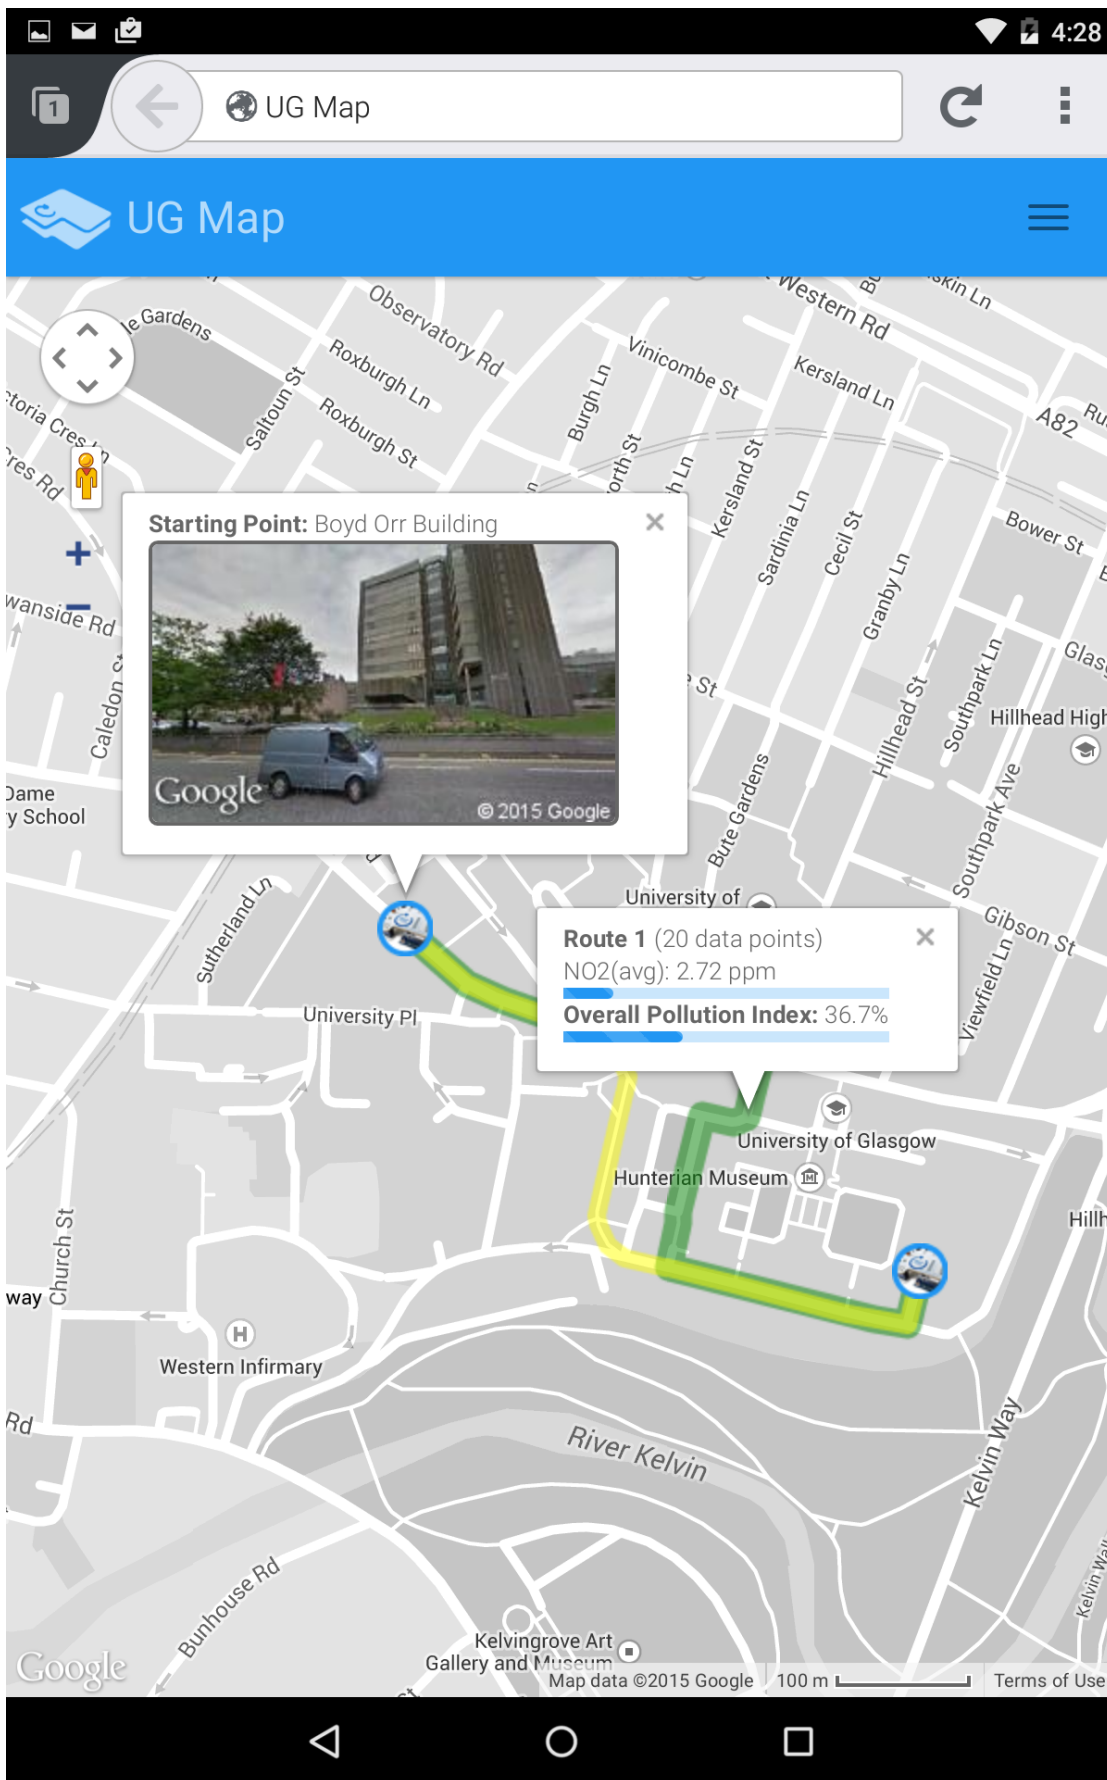 4:28
1
UG Map
UG Map
Observatory Rd
Western Rd
Roxburgh Ln
Vinicombe St
Kersland Ln
Burgh Ln
Saltoun St
Roxburgh St
A82
Kersland St
Sardinia Ln
Cecil St
Bower St
Granby Ln
Starting Point: Boyd Orr Building
Google
© 2015 Google
Hillhead St
Southpark Ln
Hillhead High
Bute Gardens
Southpark Ave
y School
Sutherland Ln
University of
Gibson St
Viewfield Ln
Route 1 (20 data points)
NO2(avg): 2.72 ppm
Overall Pollution Index: 36.7%
University Pl
University of Glasgow
Hunterian Museum
Church St
way
H
Western Infirmary
Rd
River Kelvin
Kelvin Way
Bunhouse Rd
Kelvingrove Art
Gallery and Museum
Google
Map data ©2015 Google
100 m
Terms of Use